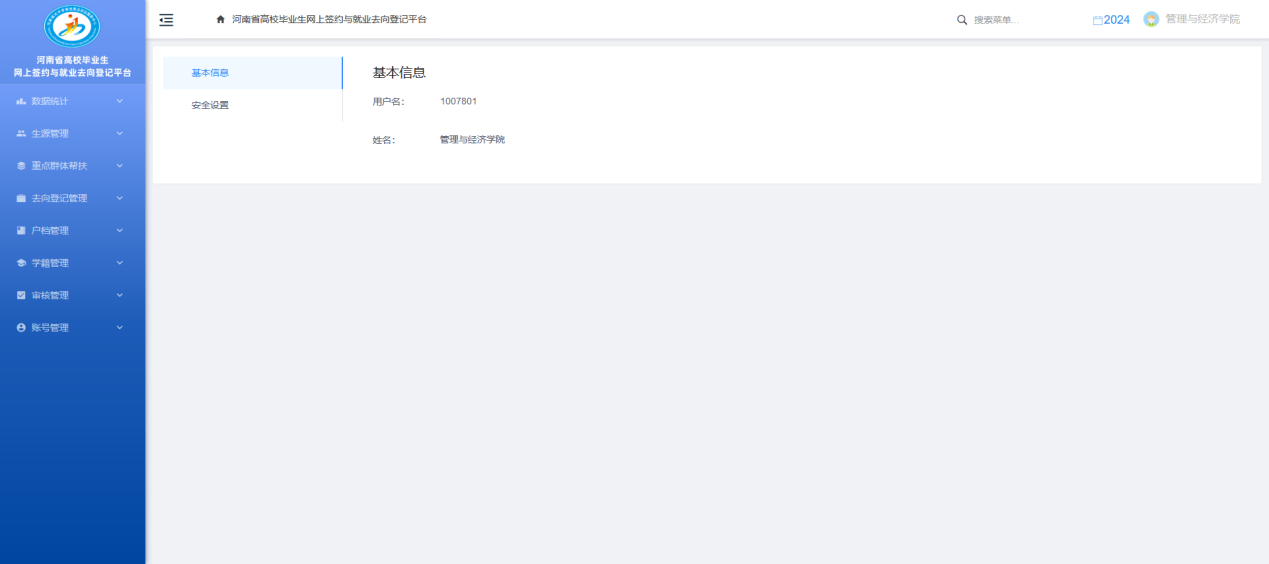 河南省高校毕业生
网上签约与就业去向登记平台
数据统计
生源管理
重点群体帮扶
去向登记管理
户档管理
学籍管理
审核管理
账号管理
河南省高校毕业生网上签约与就业去向登记平台
搜索菜单...
2024
管理与经济学院
基本信息
安全设置
基本信息
用户名: 1007801
姓名: 管理与经济学院